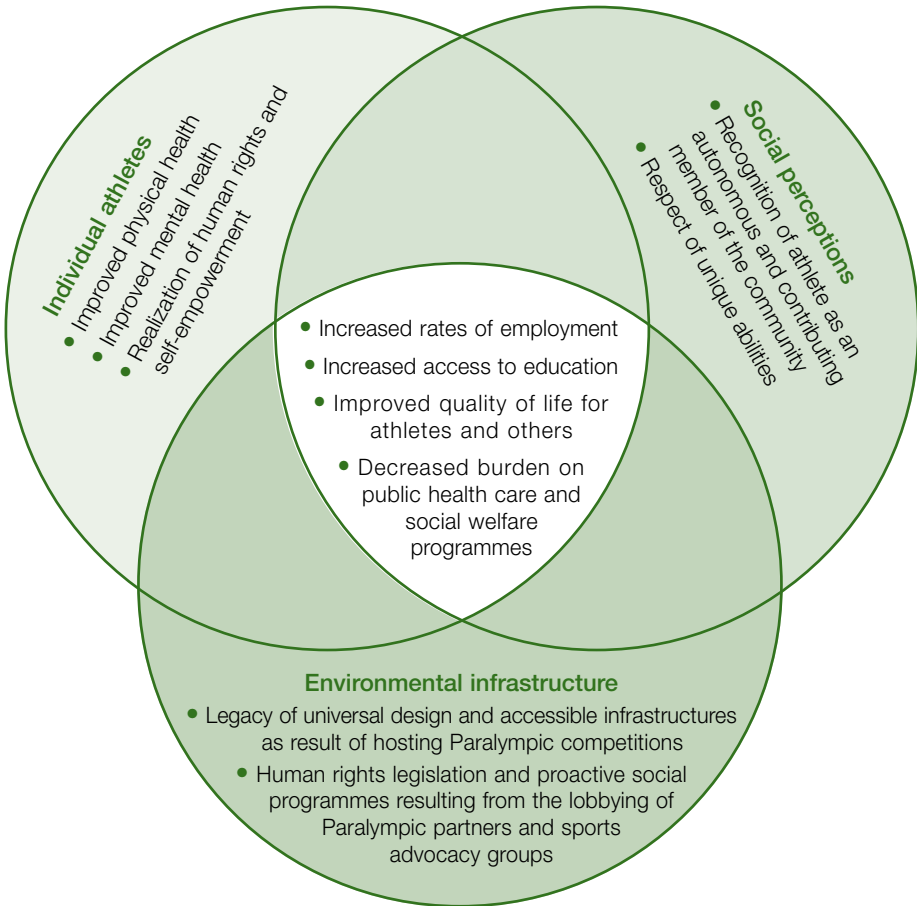 Individual athletes
• Improved physical health
• Improved mental health
• Realization of human rights and
self-empowerment
Social perceptions
• Recognition of athlete as an
autonomous and contributing
member of the community
• Respect of unique abilities
• Increased rates of employment
• Increased access to education
• Improved quality of life for
athletes and others
• Decreased burden on
public health care and
social welfare
programmes
Environmental infrastructure
• Legacy of universal design and accessible infrastructures
as result of hosting Paralympic competitions
• Human rights legislation and proactive social
programmes resulting from the lobbying of
Paralympic partners and sports
advocacy groups